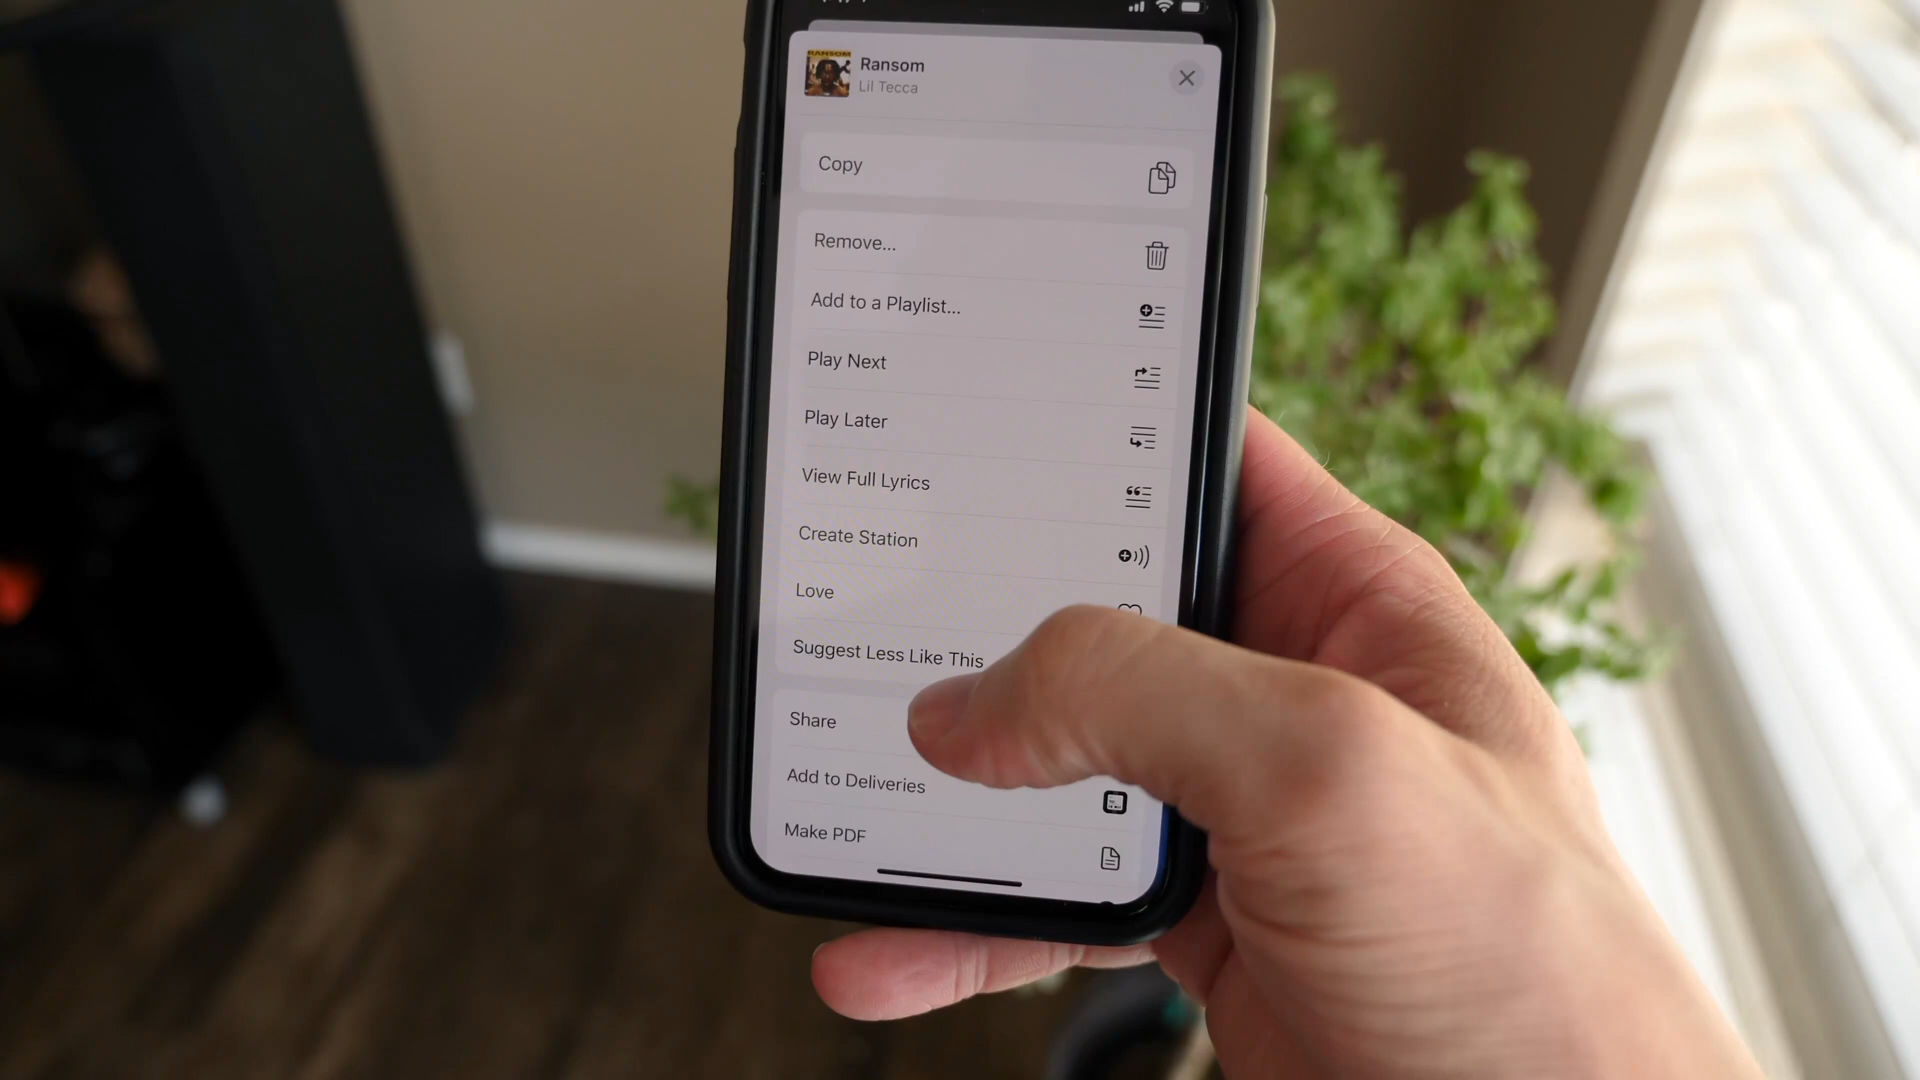 RANSOM
Ransom
Lil Tecca
Copy
Remove...
Add to a Playlist...
Play Next
Play Later
View Full Lyrics
Create Station
Love
Suggest Less Like This
Share
Add to Deliveries
Make PDF